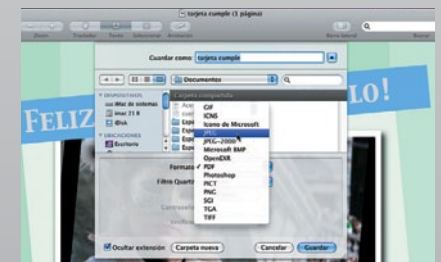 tarjeta cumple (1 página)
Zoom Trasladar Texto Seleccionar Anotación Barra lateral Buscar
Guardar como: tarjeta cumple
Documentos
DISPOSITIVOS
iMac de sistemas
imac 21 R
iDisk
UBICACIONES
Escritorio
Carpeta compartida
GIF
ICNS
Icono de Microsoft
JPEG
JPEG-2000
Microsoft BMP
OpenEXR
Formato ✓ PDF
Photoshop
Filtro Quartz
PICT
PNG
SGI
TGA
TIFF
FELIZ
LO!
Ocultar extensión Carpeta nueva Cancelar Guardar